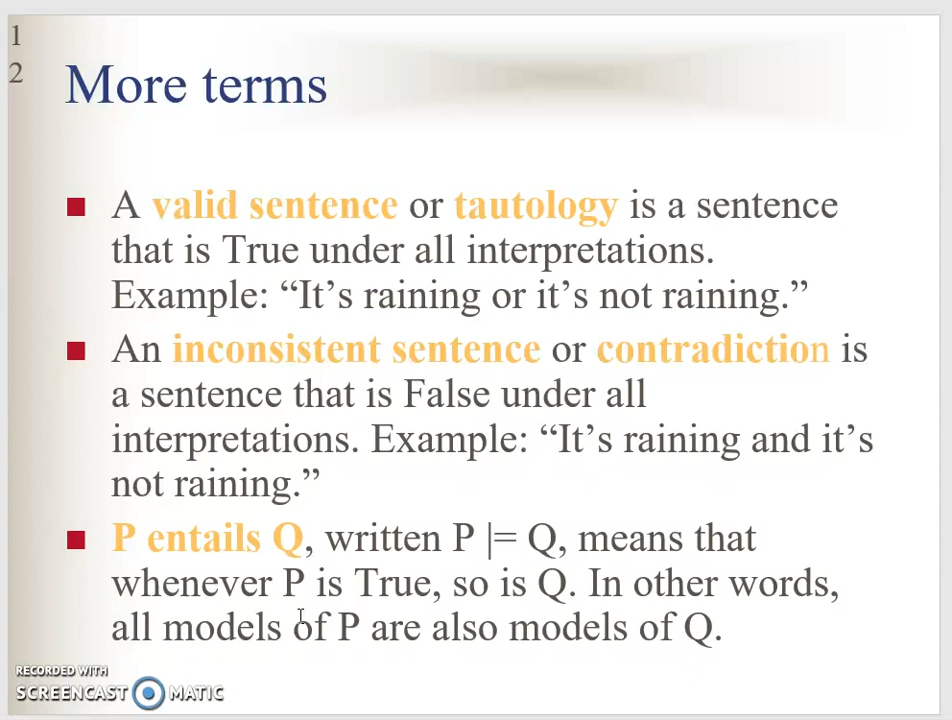 1
2
More terms
A valid sentence or tautology is a sentence
that is True under all interpretations.
Example: “It’s raining or it’s not raining.”
An inconsistent sentence or contradiction is
a sentence that is False under all
interpretations. Example: “It’s raining and it’s
not raining.”
P entails Q, written P |= Q, means that
whenever P is True, so is Q. In other words,
all models of P are also models of Q.
RECORDED WITH
SCREENCAST MATIC